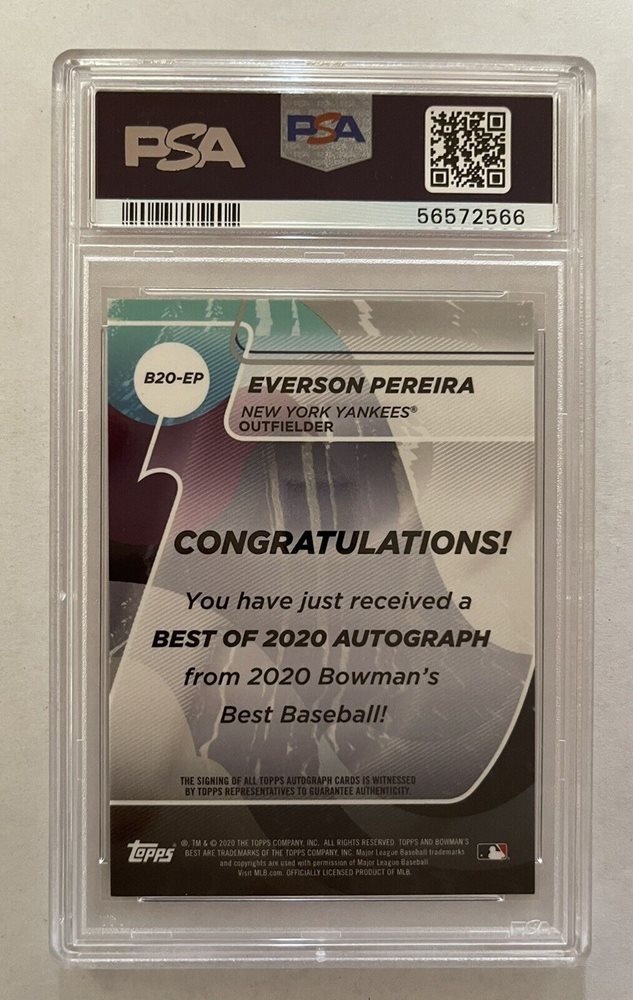 PSA
PSA
56572566
B20-EP
EVERSON PEREIRA
NEW YORK YANKEES®
OUTFIELDER
CONGRATULATIONS!
You have just received a
BEST OF 2020 AUTOGRAPH
from 2020 Bowman's
Best Baseball!
THE SIGNING OF ALL TOPPS AUTOGRAPH CARDS IS WITNESSED
BY TOPPS REPRESENTATIVES TO GUARANTEE AUTHENTICITY.
Topps
®, TM & © 2020 THE TOPPS COMPANY, INC. ALL RIGHTS RESERVED. TOPPS AND BOWMAN'S
BEST ARE TRADEMARKS OF THE TOPPS COMPANY, INC. Major League Baseball trademarks
and copyrights are used with permission of Major League Baseball.
Visit MLB.com. OFFICIALLY LICENSED PRODUCT OF MLB.
PSA